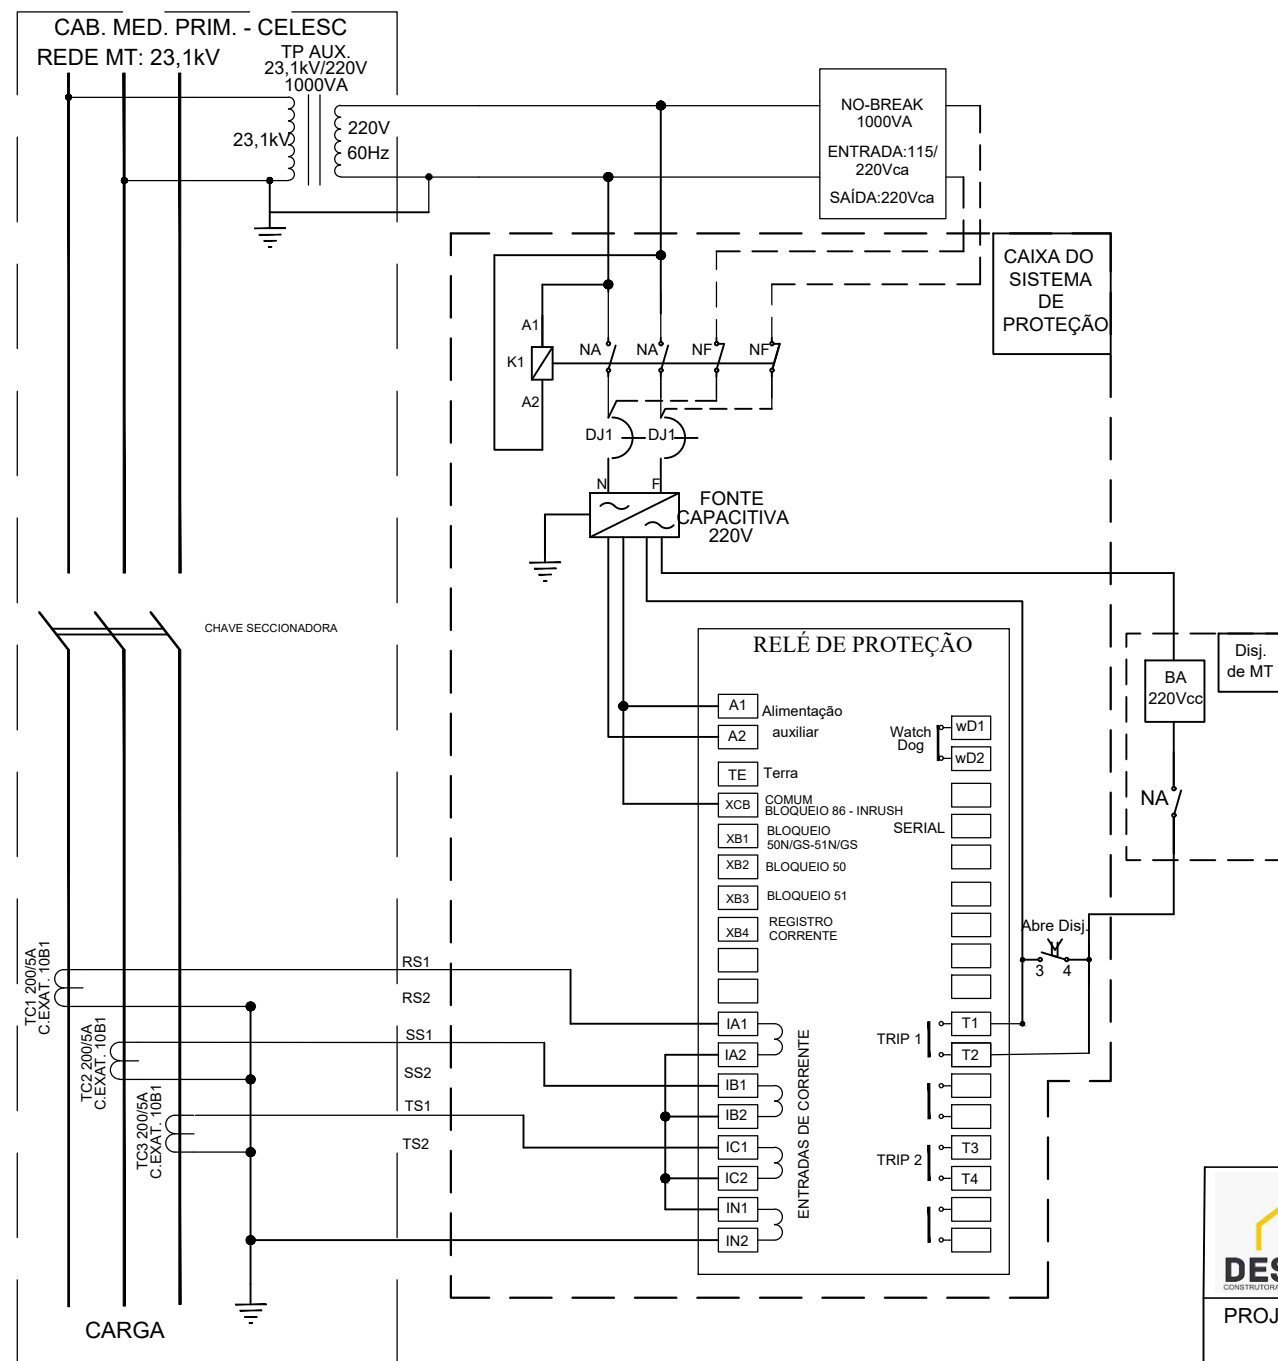 CAB. MED. PRIM. - CELESC
REDE MT: 23,1kV
TP AUX.
23,1kV/220V
1000VA
23,1kV
220V
60Hz
NO-BREAK
1000VA
ENTRADA:115/
220Vca
SAÍDA:220Vca
CAIXA DO
SISTEMA
DE
PROTEÇÃO
A1
K1
A2
NA
NA
NF
NF
DJ1
DJ1
N
F
FONTE
CAPACITIVA
220V
CHAVE SECCIONADORA
RELÉ DE PROTEÇÃO
A1
Alimentação
A2
auxiliar
TE
Terra
XCB
COMUM
BLOQUEIO 86 - INRUSH
XB1
BLOQUEIO
50N/GS-51N/GS
XB2
BLOQUEIO 50
XB3
BLOQUEIO 51
XB4
REGISTRO
CORRENTE
Watch
Dog
wD1
wD2
SERIAL
BA
220Vcc
Disj.
de MT
NA
Abre Disj.
3
4
TC1 200/5A
C.EXAT. 10B1
TC2 200/5A
C.EXAT. 10B1
TC3 200/5A
C.EXAT. 10B1
RS1
RS2
SS1
SS2
TS1
TS2
IA1
IA2
IB1
IB2
IC1
IC2
IN1
IN2
ENTRADAS DE CORRENTE
TRIP 1
T1
T2
TRIP 2
T3
T4
CARGA
DES
CONSTRUTORA
PROJ